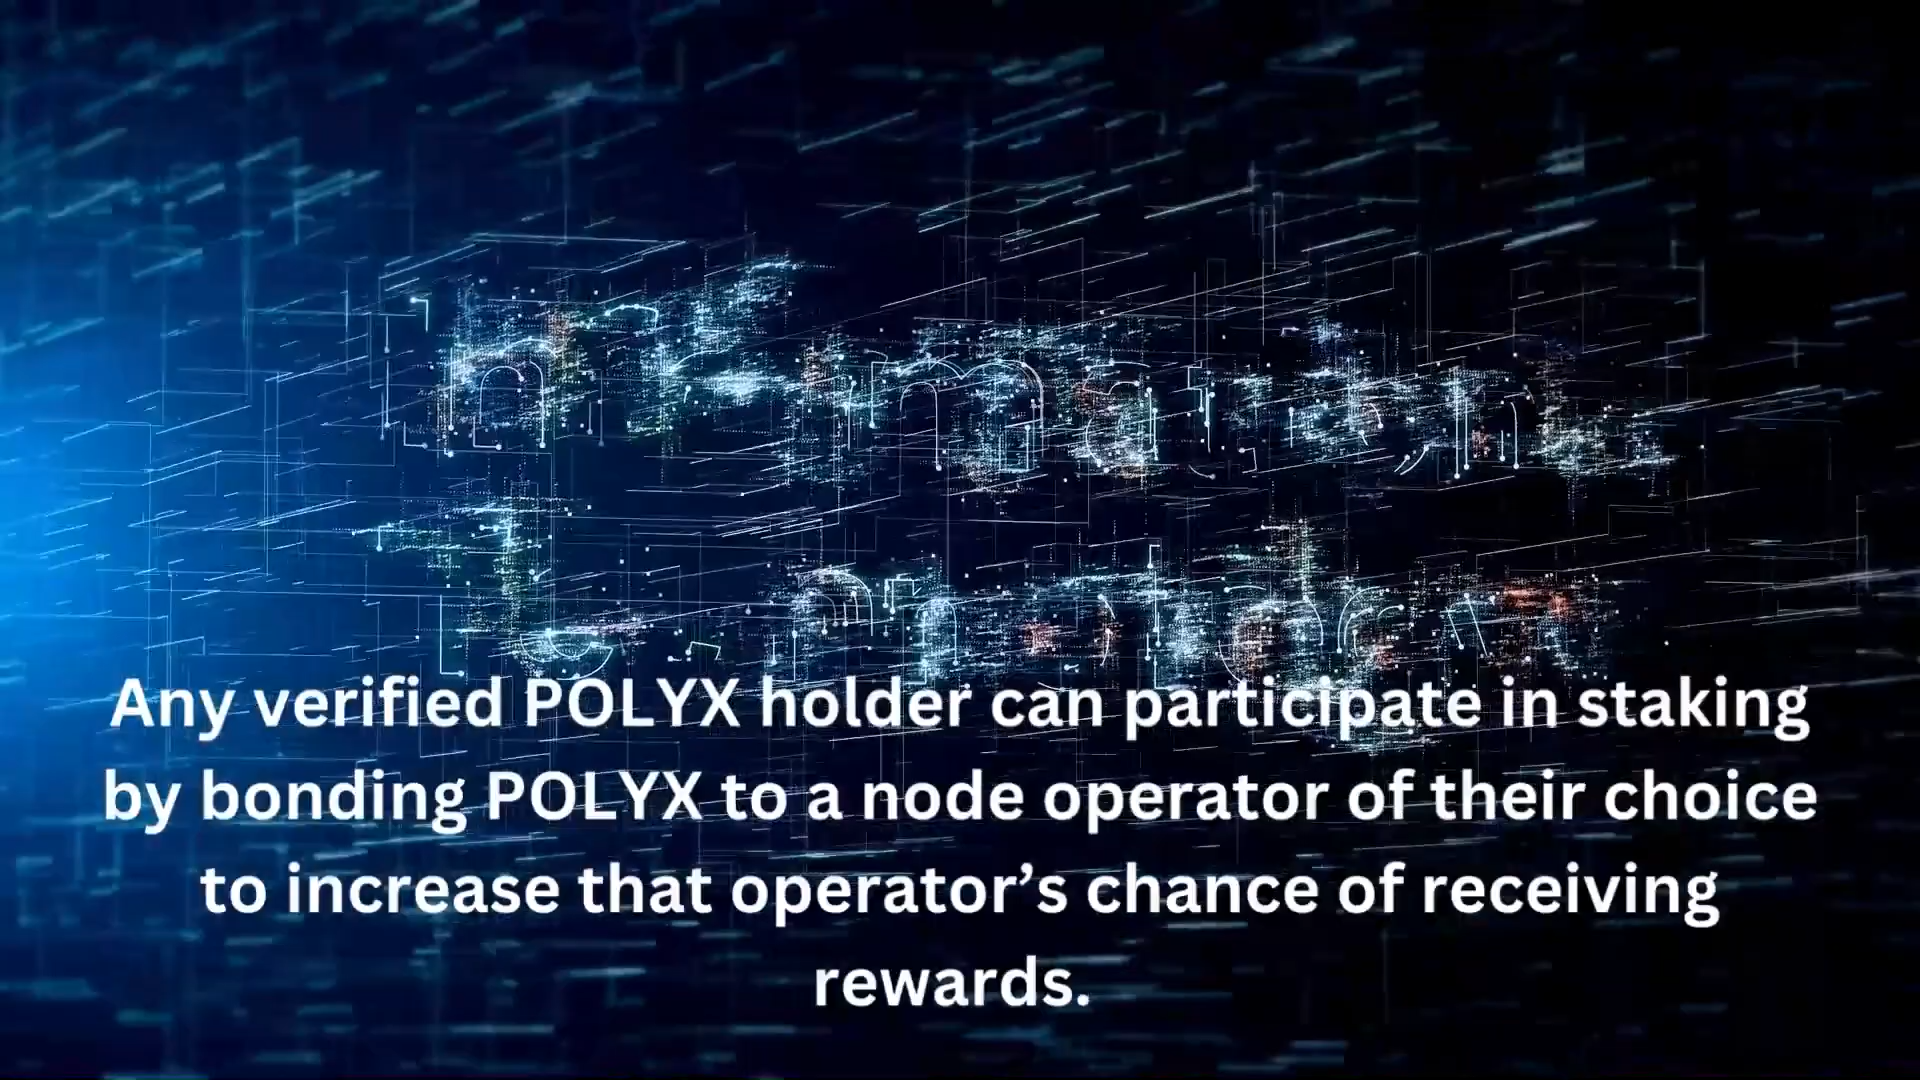 Any verified POLYX holder can participate in staking
by bonding POLYX to a node operator of their choice
to increase that operator’s chance of receiving
rewards.